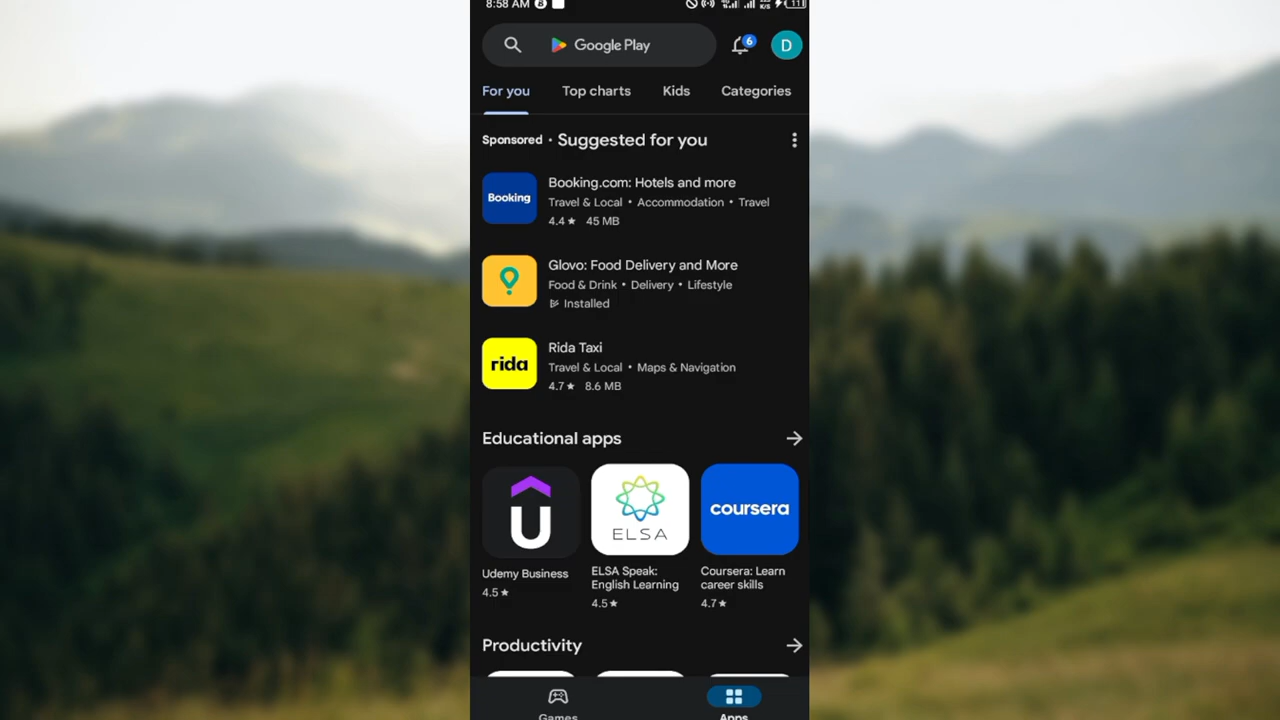 8:58 AM
Google Play
6
D
For you
Top charts
Kids
Categories
Sponsored • Suggested for you
Booking
Booking.com: Hotels and more
Travel & Local • Accommodation • Travel
4.4★ 45 MB
Glovo: Food Delivery and More
Food & Drink • Delivery • Lifestyle
Installed
rida
Rida Taxi
Travel & Local • Maps & Navigation
4.7★ 8.6 MB
Educational apps
ELSA
coursera
Udemy Business
4.5★
ELSA Speak:
English Learning
4.5★
Coursera: Learn
career skills
4.7★
Productivity
Games
Apps